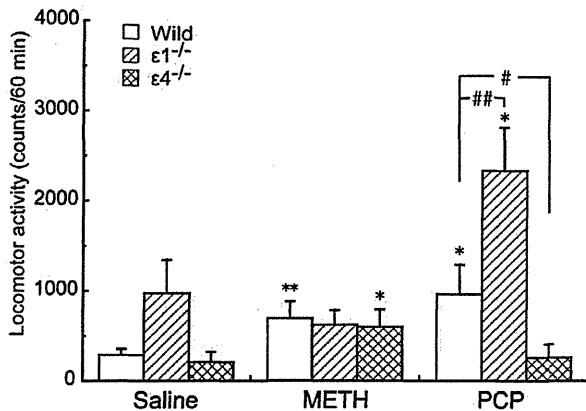 4000
3000
2000
1000
0
Locomotor activity (counts/60 min)
Wild
ε1-/-
ε4-/-
#
##
*
*
**
*
Saline
METH
PCP